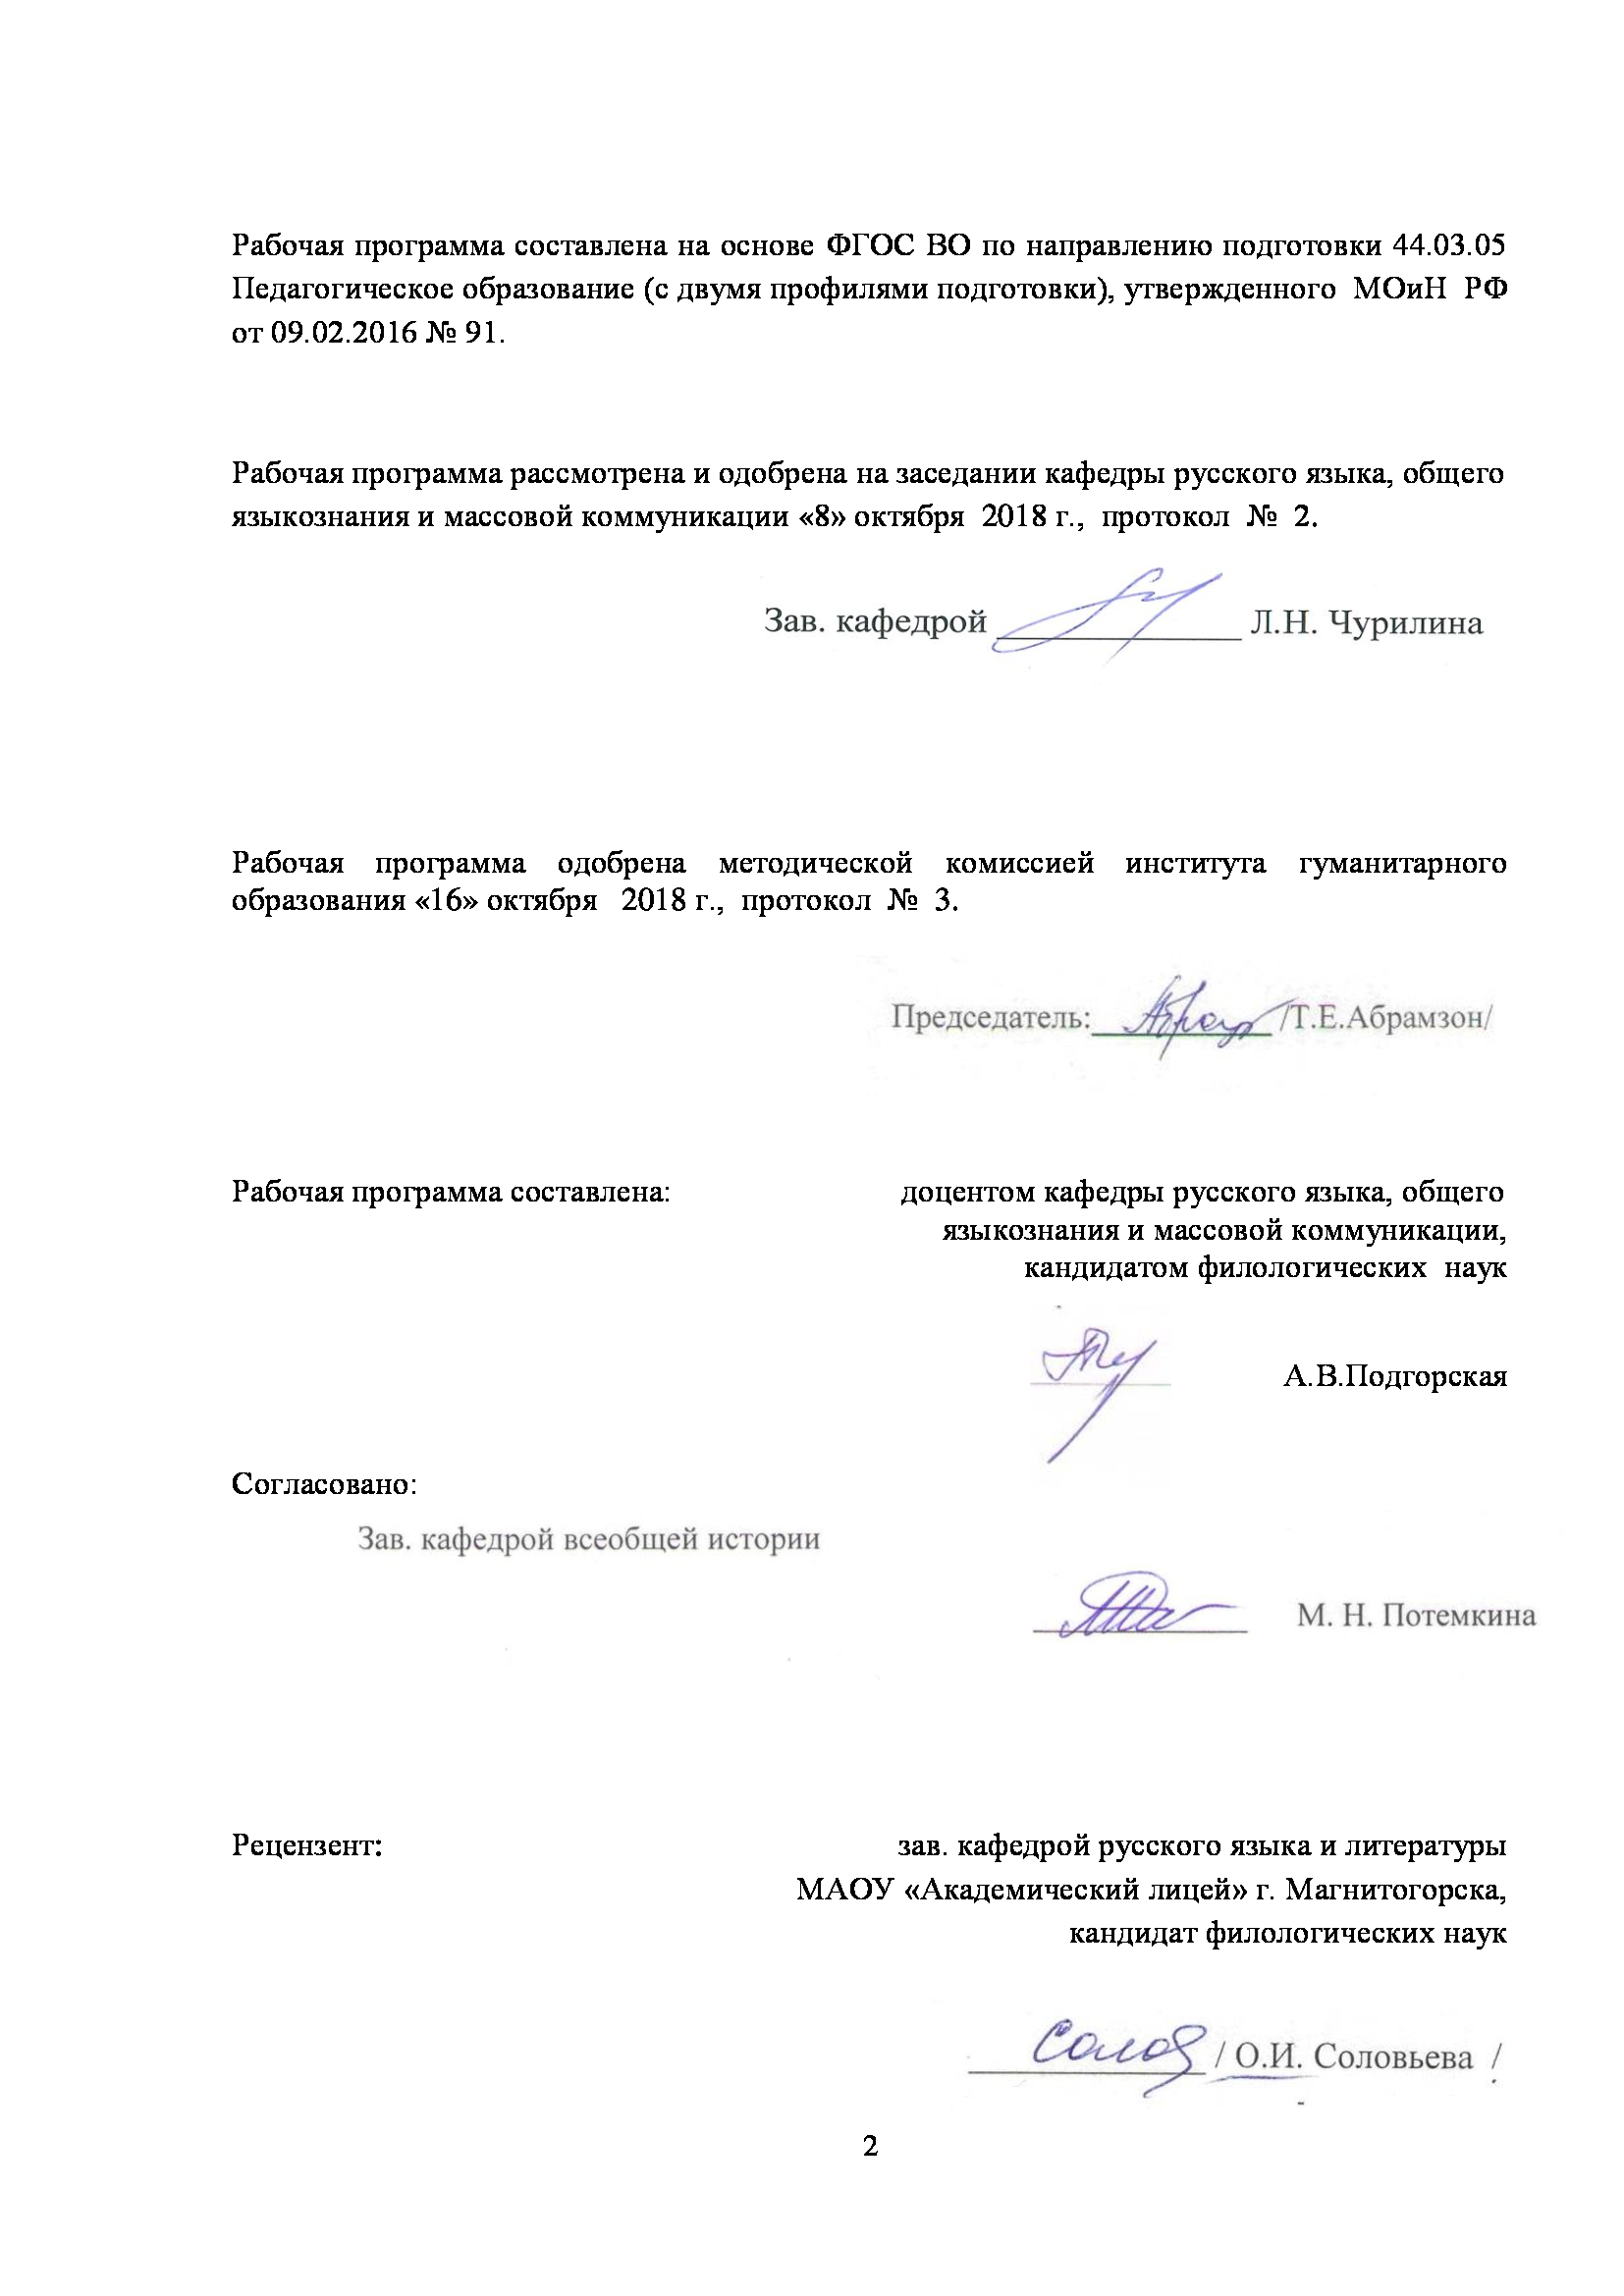 Рабочая программа составлена на основе ФГОС ВО по направлению подготовки 44.03.05
Педагогическое образование (с двумя профилями подготовки), утвержденного МОиН РФ
от 09.02.2016 № 91.
Рабочая программа рассмотрена и одобрена на заседании кафедры русского языка, общего
языкознания и массовой коммуникации «8» октября 2018 г., протокол № 2.
Зав. кафедрой ______________ Л.Н. Чурилина
Рабочая программа одобрена методической комиссией института гуманитарного
образования «16» октября 2018 г., протокол № 3.
Председатель:____________ /Т.Е.Абрамзон/
Рабочая программа составлена: доцентом кафедры русского языка, общего
языкознания и массовой коммуникации,
кандидатом филологических наук
А.В.Подгорская
Согласовано:
Зав. кафедрой всеобщей истории
М. Н. Потемкина
Рецензент: зав. кафедрой русского языка и литературы
МАОУ «Академический лицей» г. Магнитогорска,
кандидат филологических наук
/ О.И. Соловьева /
2